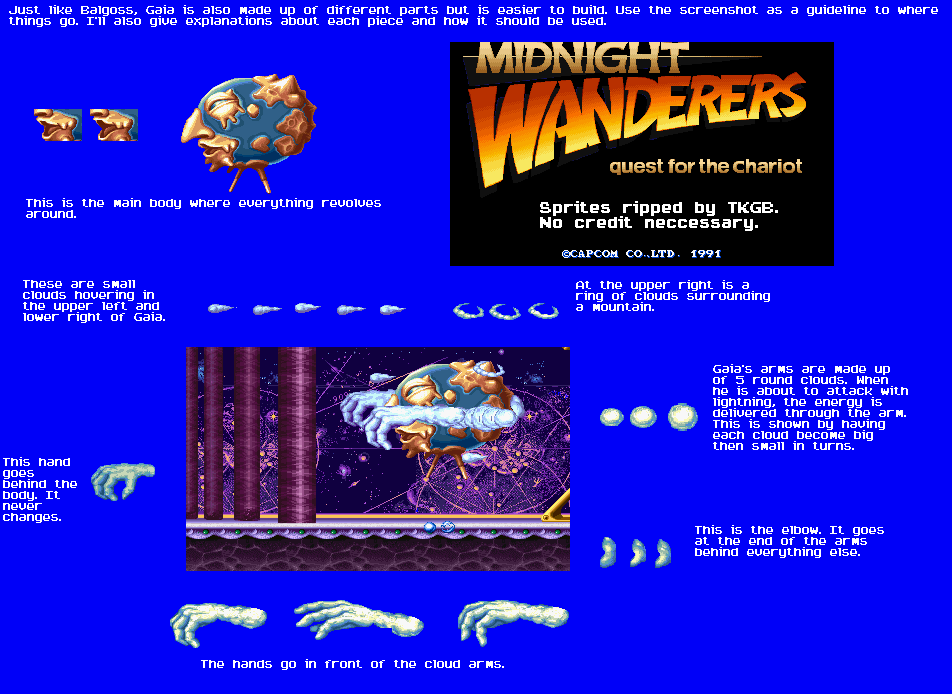 Just like Balgoss, Gaia is also made up of different parts but is easier to build. Use the screenshot as a guideline to where
things go. I'll also give explanations about each piece and how it should be used.
MIDNIGHT
WANDERERS
quest for the chariot
Sprites ripped by TKGB.
No credit neccessary.
©CAPCOM CO.,LTD. 1991
This is the main body where everything revolves
around.
These are small
clouds hovering in
the upper left and
lower right of Gaia.
At the upper right is a
ring of clouds surrounding
a mountain.
Gaia's arms are made up
of 5 round clouds. When
he is about to attack with
lightning, the energy is
delivered through the arm.
This is shown by having
each cloud become big
then small in turns.
This hand
goes
behind the
body. It
never
changes.
This is the elbow. It goes
at the end of the arms
behind everything else.
The hands go in front of the cloud arms.